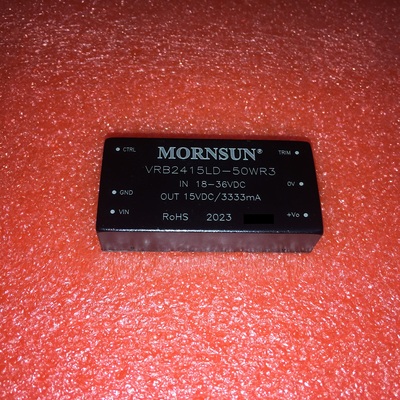 CTRL MORNSUN® TRIM
VRB2415LD-50WR3
IN 18-36VDC 0V
GND OUT 15VDC/3333mA
VIN RoHS 2023 +Vo